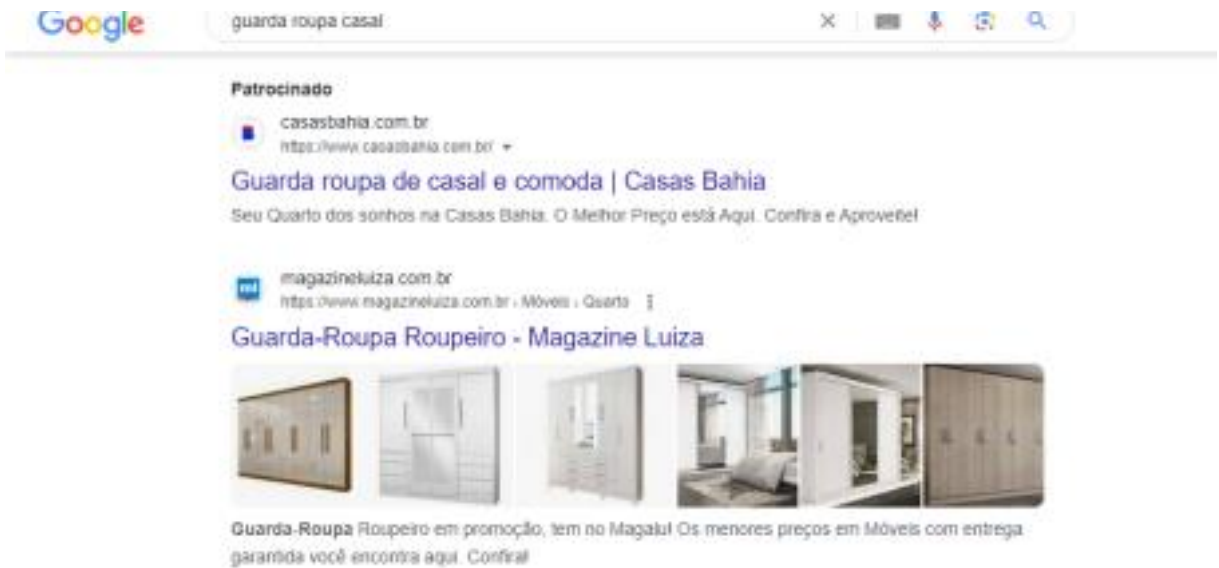 Google
guarda roupa casal
Patrocinado
casasbahia.com.br
https://www.casasbahia.com.br/
Guarda roupa de casal e comoda | Casas Bahia
Seu Quarto dos sonhos na Casas Bahia. O Melhor Preço está Aqui. Confira e Aproveite!
magazineluiza.com.br
https://www.magazineluiza.com.br › Móveis › Quarto
Guarda-Roupa Roupeiro - Magazine Luiza
Guarda-Roupa Roupeiro em promoção, tem no Magalu! Os menores preços em Móveis com entrega
garantida você encontra aqui. Confira!